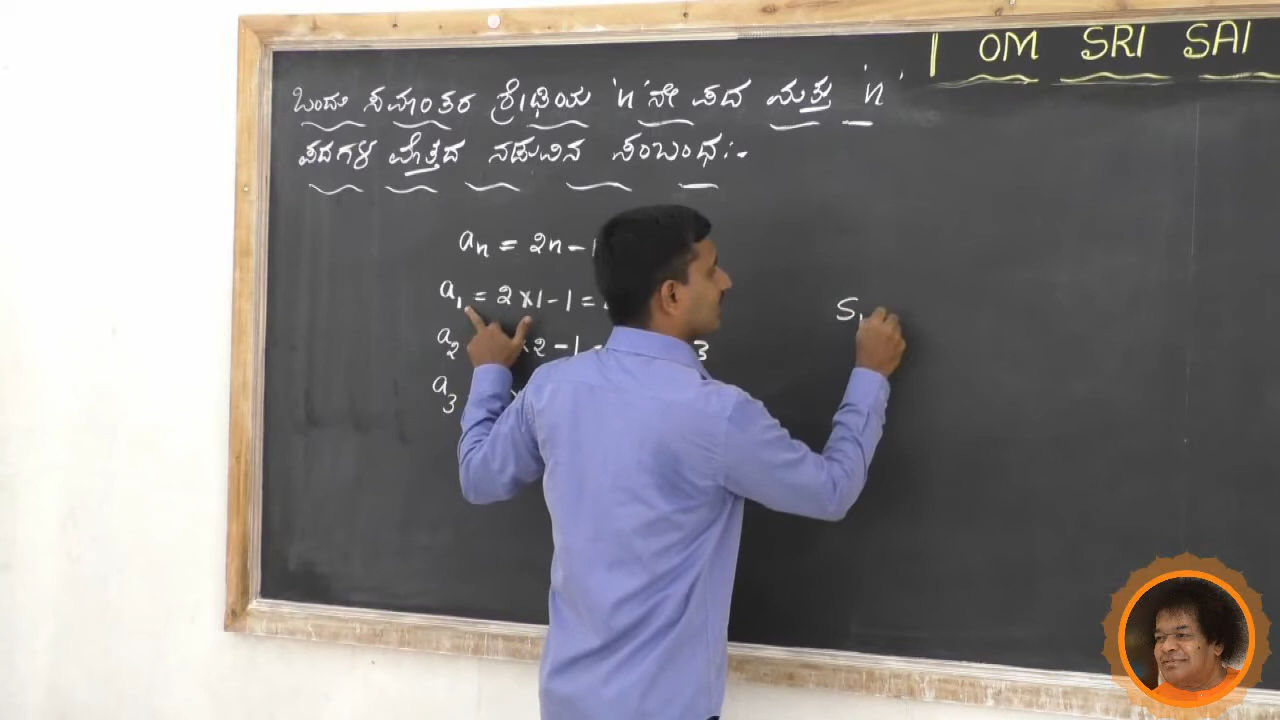 ಒಂದು ಸಮಾಂತರ ಶ್ರೇಢಿಯ 'n'ನೇ ಪದ ಮತ್ತು 'n'
ಪದಗಳ ಮೊತ್ತದ ನಡುವಿನ ಸಂಬಂಧ:-
OM SRI SAI
aₙ = 2n - 1
a₁ = 2 × 1 - 1 =
a₂ × 2 - 1 = 3
a₃
S₁